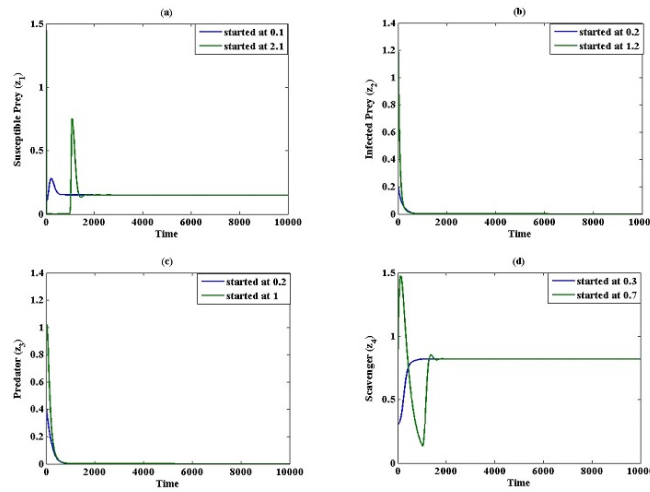 (a)
Susceptible Prey (z1)
1.5
1
0.5
0
started at 0.1
started at 2.1
0 2000 4000 6000 8000 10000
Time
(b)
Infected Prey (z2)
1.4
1.2
1
0.8
0.6
0.4
0.2
0
started at 0.2
started at 1.2
0 2000 4000 6000 8000 10000
Time
(c)
Predator (z3)
1.4
1.2
1
0.8
0.6
0.4
0.2
0
started at 0.2
started at 1
0 2000 4000 6000 8000 10000
Time
(d)
Scavenger (z4)
1.5
1
0.5
0
started at 0.3
started at 0.7
0 2000 4000 6000 8000 10000
Time